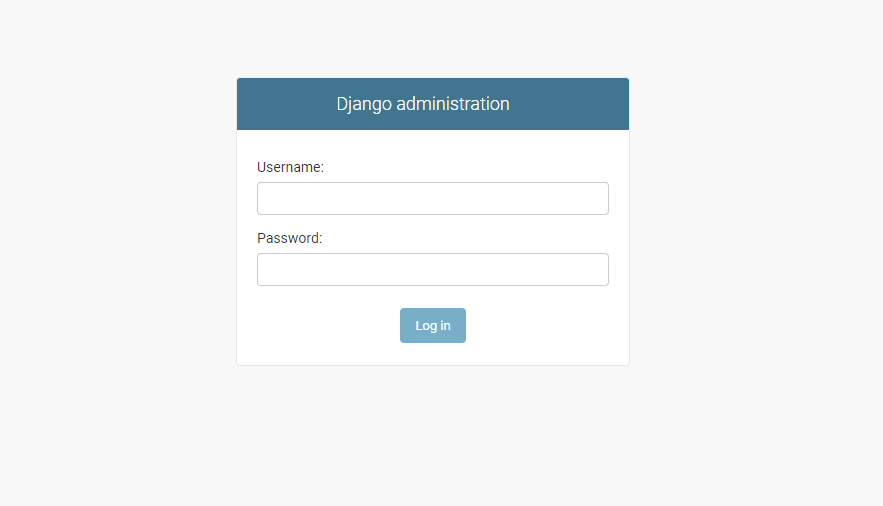 Django administration
Username:
Password:
Log in